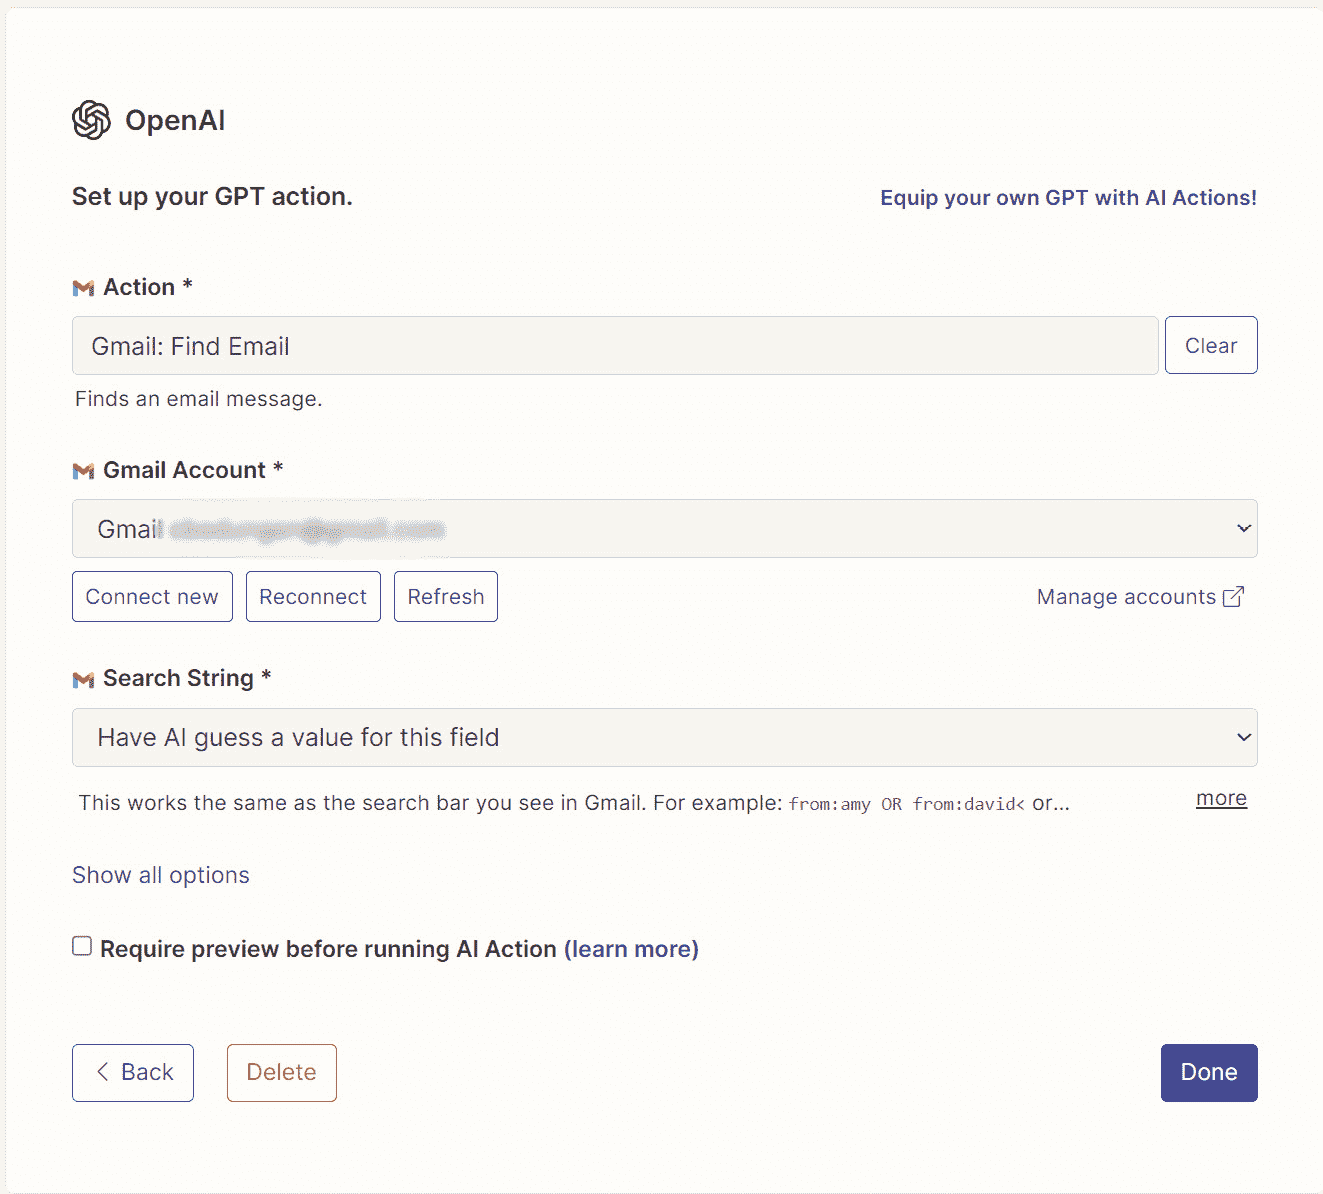 OpenAI
Set up your GPT action.
Equip your own GPT with AI Actions!
Action *
Gmail: Find Email
Clear
Finds an email message.
Gmail Account *
Gmail
Connect new
Reconnect
Refresh
Manage accounts
Search String *
Have AI guess a value for this field
This works the same as the search bar you see in Gmail. For example: from:amy OR from:david< or...
more
Show all options
Require preview before running AI Action (learn more)
Back
Delete
Done